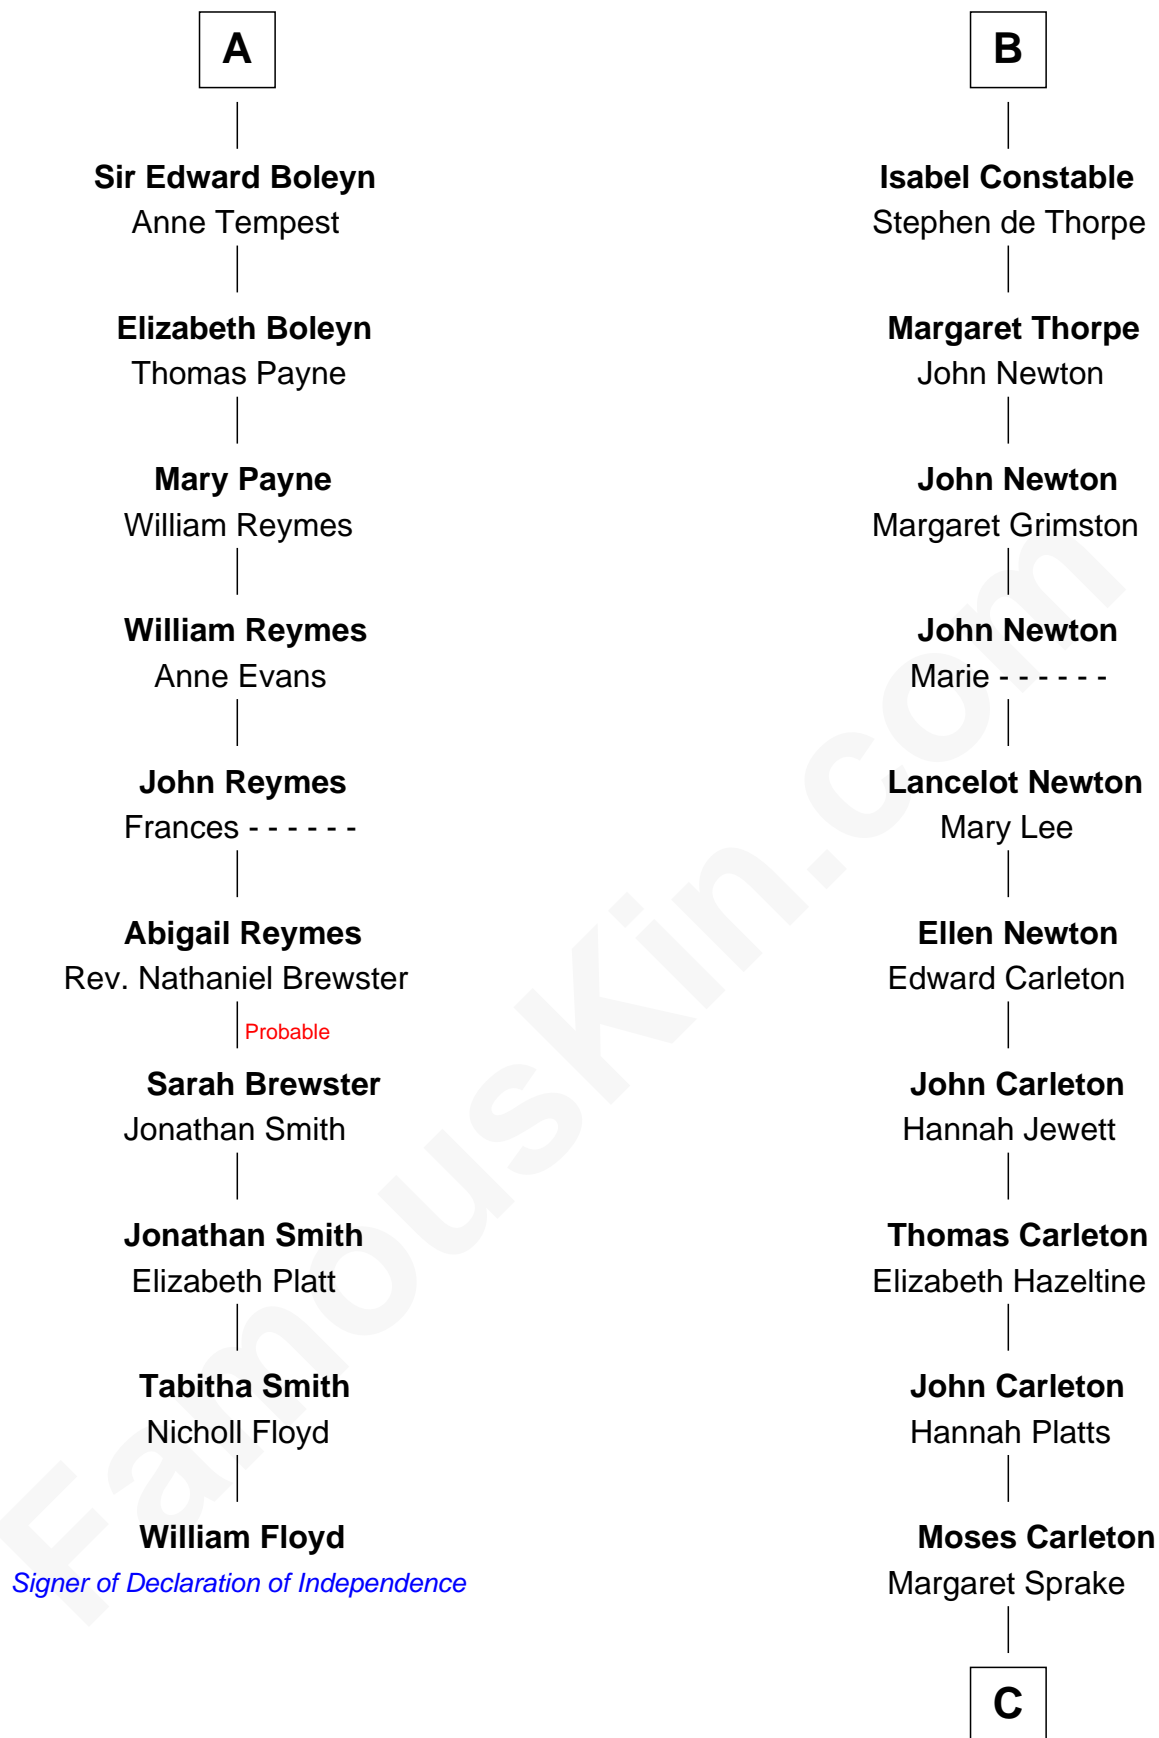 A
Sir Edward Boleyn
Anne Tempest
Elizabeth Boleyn
Thomas Payne
Mary Payne
William Reymes
William Reymes
Anne Evans
John Reymes
Frances - - - - - -
Abigail Reymes
Rev. Nathaniel Brewster
Probable
Sarah Brewster
Jonathan Smith
Jonathan Smith
Elizabeth Platt
Tabitha Smith
Nicholl Floyd
William Floyd
Signer of Declaration of Independence
B
Isabel Constable
Stephen de Thorpe
Margaret Thorpe
John Newton
John Newton
Margaret Grimston
John Newton
Marie - - - - - -
Lancelot Newton
Mary Lee
Ellen Newton
Edward Carleton
John Carleton
Hannah Jewett
Thomas Carleton
Elizabeth Hazeltine
John Carleton
Hannah Platts
Moses Carleton
Margaret Sprake
C
FamousKin.com